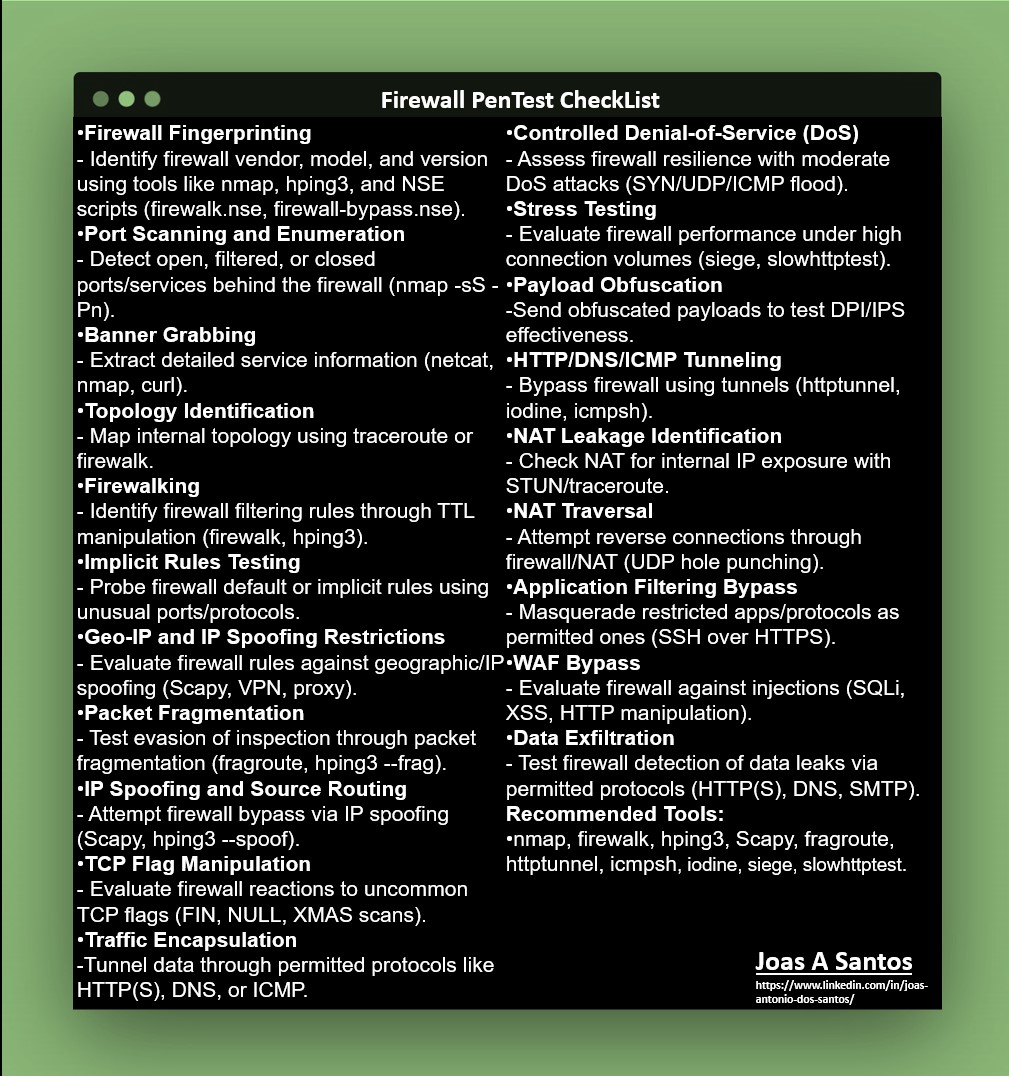 Firewall PenTest CheckList
•Firewall Fingerprinting
- Identify firewall vendor, model, and version
using tools like nmap, hping3, and NSE
scripts (firewalk.nse, firewall-bypass.nse).
•Port Scanning and Enumeration
- Detect open, filtered, or closed
ports/services behind the firewall (nmap -sS -
Pn).
•Banner Grabbing
- Extract detailed service information (netcat,
nmap, curl).
•Topology Identification
- Map internal topology using traceroute or
firewalk.
•Firewalking
- Identify firewall filtering rules through TTL
manipulation (firewalk, hping3).
•Implicit Rules Testing
- Probe firewall default or implicit rules using
unusual ports/protocols.
•Geo-IP and IP Spoofing Restrictions
- Evaluate firewall rules against geographic/IP
spoofing (Scapy, VPN, proxy).
•Packet Fragmentation
- Test evasion of inspection through packet
fragmentation (fragroute, hping3 --frag).
•IP Spoofing and Source Routing
- Attempt firewall bypass via IP spoofing
(Scapy, hping3 --spoof).
•TCP Flag Manipulation
- Evaluate firewall reactions to uncommon
TCP flags (FIN, NULL, XMAS scans).
•Traffic Encapsulation
-Tunnel data through permitted protocols like
HTTP(S), DNS, or ICMP.
•Controlled Denial-of-Service (DoS)
- Assess firewall resilience with moderate
DoS attacks (SYN/UDP/ICMP flood).
•Stress Testing
- Evaluate firewall performance under high
connection volumes (siege, slowhttptest).
•Payload Obfuscation
-Send obfuscated payloads to test DPI/IPS
effectiveness.
•HTTP/DNS/ICMP Tunneling
- Bypass firewall using tunnels (httptunnel,
iodine, icmpsh).
•NAT Leakage Identification
- Check NAT for internal IP exposure with
STUN/traceroute.
•NAT Traversal
- Attempt reverse connections through
firewall/NAT (UDP hole punching).
•Application Filtering Bypass
- Masquerade restricted apps/protocols as
permitted ones (SSH over HTTPS).
•WAF Bypass
- Evaluate firewall against injections (SQLi,
XSS, HTTP manipulation).
•Data Exfiltration
- Test firewall detection of data leaks via
permitted protocols (HTTP(S), DNS, SMTP).
Recommended Tools:
•nmap, firewalk, hping3, Scapy, fragroute,
httptunnel, icmpsh, iodine, siege, slowhttptest.
Joas A Santos
https://www.linkedin.com/in/joas-
antonio-dos-santos/